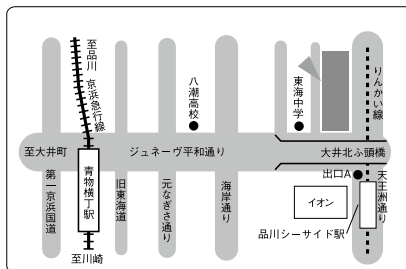 至品川
京浜急行線
八潮高校
東海中学
りんかい線
至大井町
ジュネーヴ平和通り
大井北ふ頭橋
出口A
青物横丁駅
第一京浜国道
旧東海道
元なぎさ通り
海岸通り
イオン
天王洲通り
品川シーサイド駅
至川崎